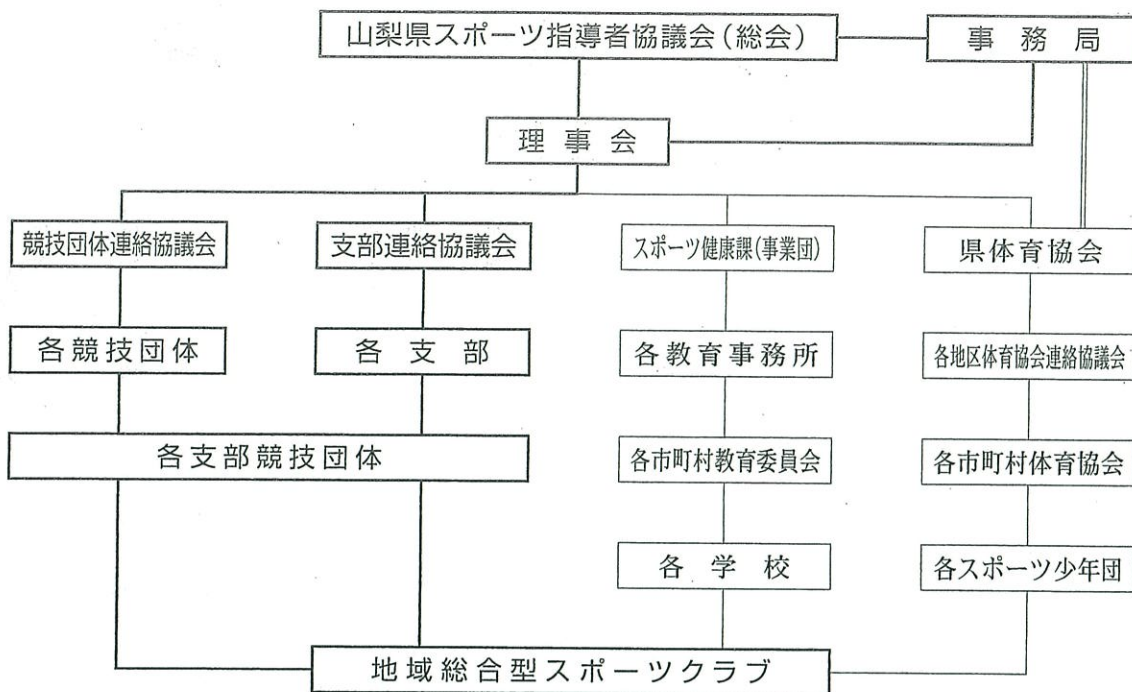 山梨県スポーツ指導者協議会(総会)
事務局
理事会
競技団体連絡協議会
支部連絡協議会
スポーツ健康課(事業団)
県体育協会
各競技団体
各支部
各教育事務所
各地区体育協会連絡協議会
各支部競技団体
各市町村教育委員会
各市町村体育協会
各学校
各スポーツ少年団
地域総合型スポーツクラブ